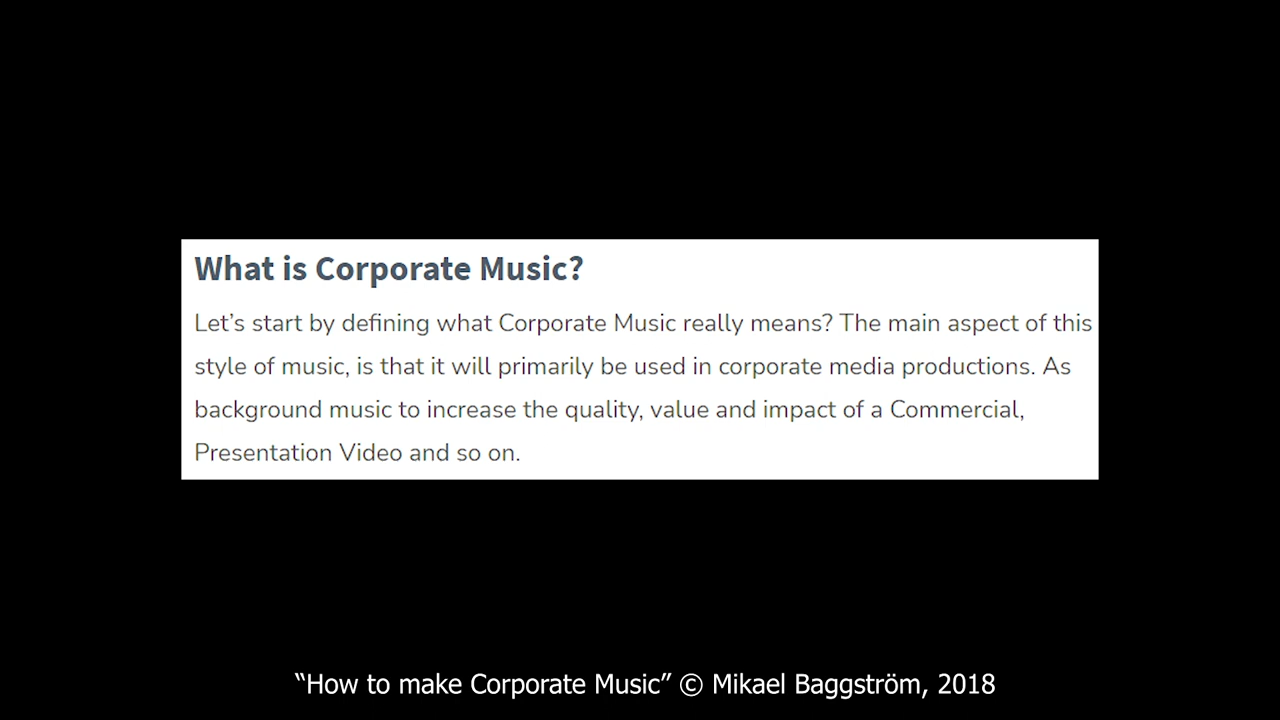 What is Corporate Music?
Let’s start by defining what Corporate Music really means? The main aspect of this
style of music, is that it will primarily be used in corporate media productions. As
background music to increase the quality, value and impact of a Commercial,
Presentation Video and so on.
“How to make Corporate Music” © Mikael Baggström, 2018